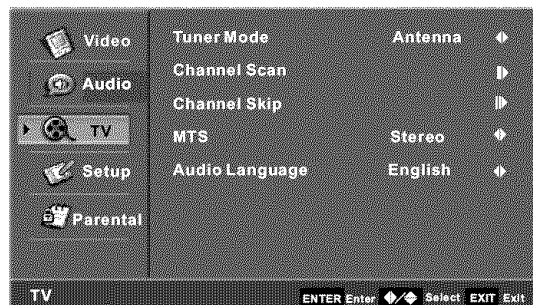 Video
Audio
TV
Setup
Parental
Tuner Mode Antenna
Channel Scan
Channel Skip
MTS Stereo
Audio Language English
TV
ENTER Enter Select EXIT Exit